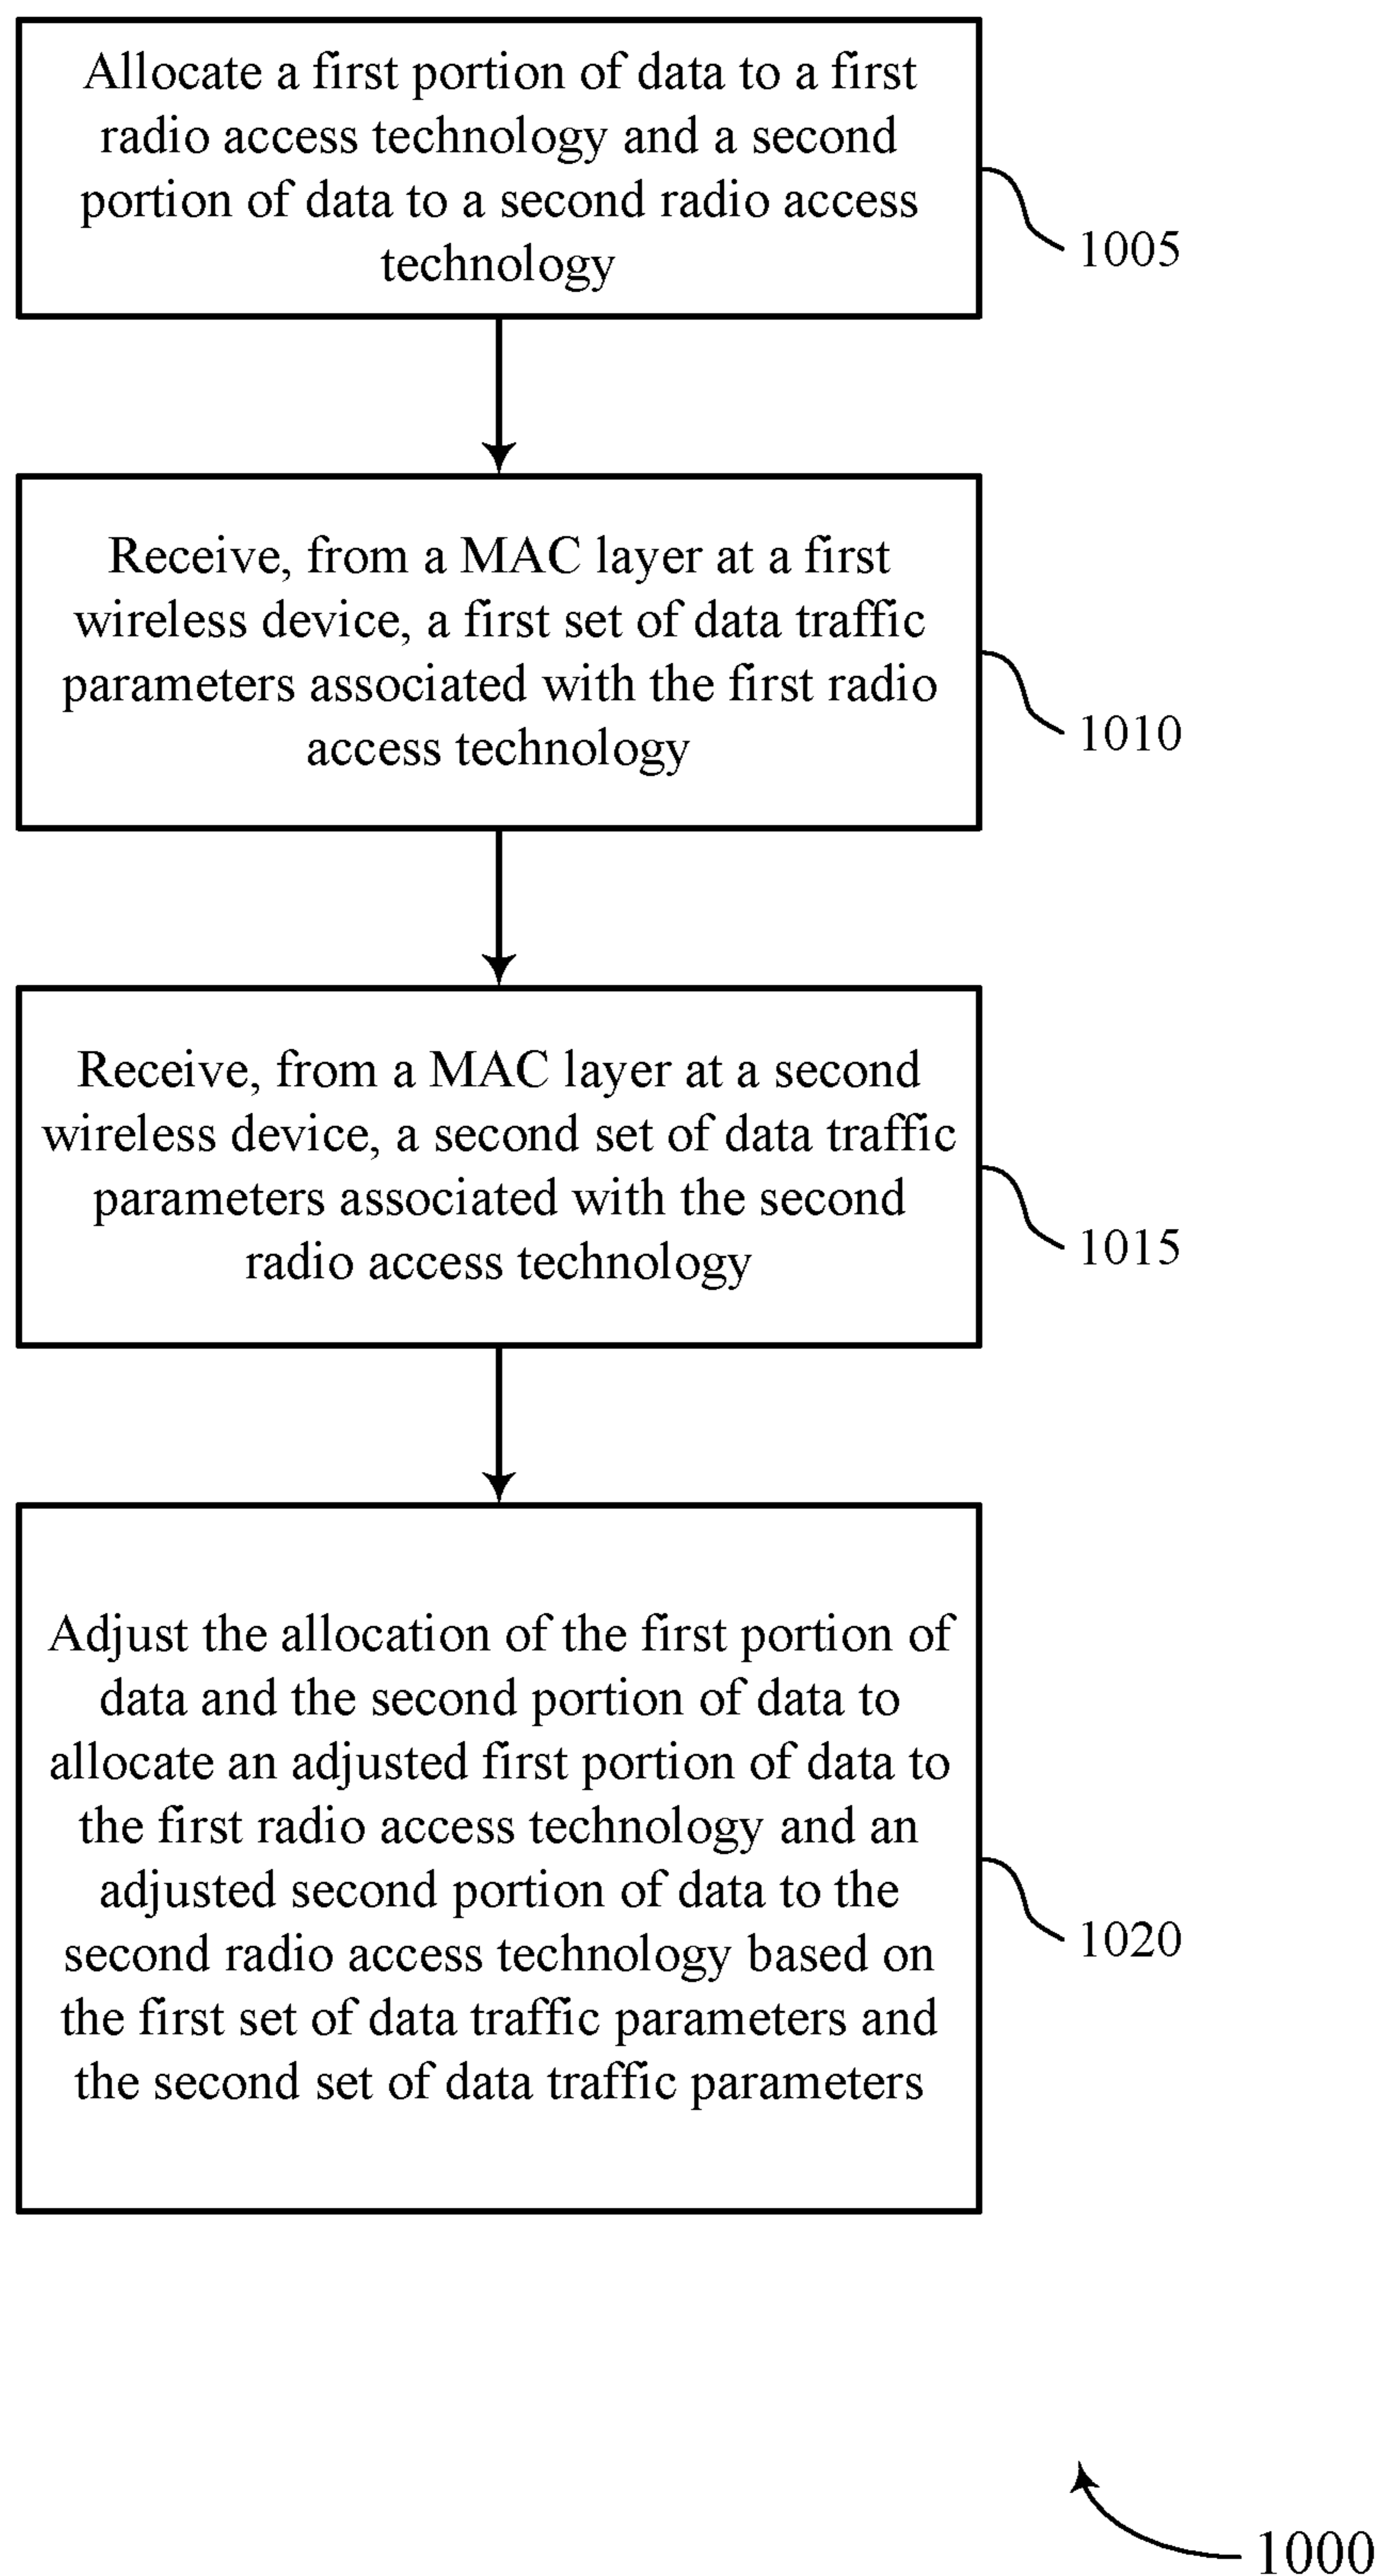 Allocate a first portion of data to a first
radio access technology and a second
portion of data to a second radio access
technology
1005
Receive, from a MAC layer at a first
wireless device, a first set of data traffic
parameters associated with the first radio
access technology
1010
Receive, from a MAC layer at a second
wireless device, a second set of data traffic
parameters associated with the second
radio access technology
1015
Adjust the allocation of the first portion of
data and the second portion of data to
allocate an adjusted first portion of data to
the first radio access technology and an
adjusted second portion of data to the
second radio access technology based on
the first set of data traffic parameters and
the second set of data traffic parameters
1020
1000